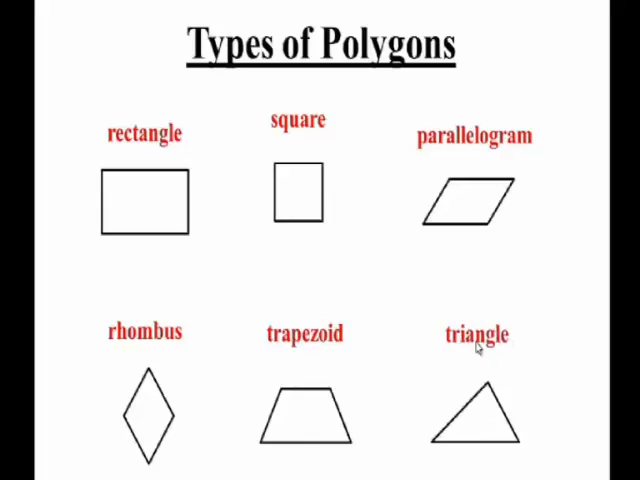 Types of Polygons
rectangle
square
parallelogram
rhombus
trapezoid
triangle